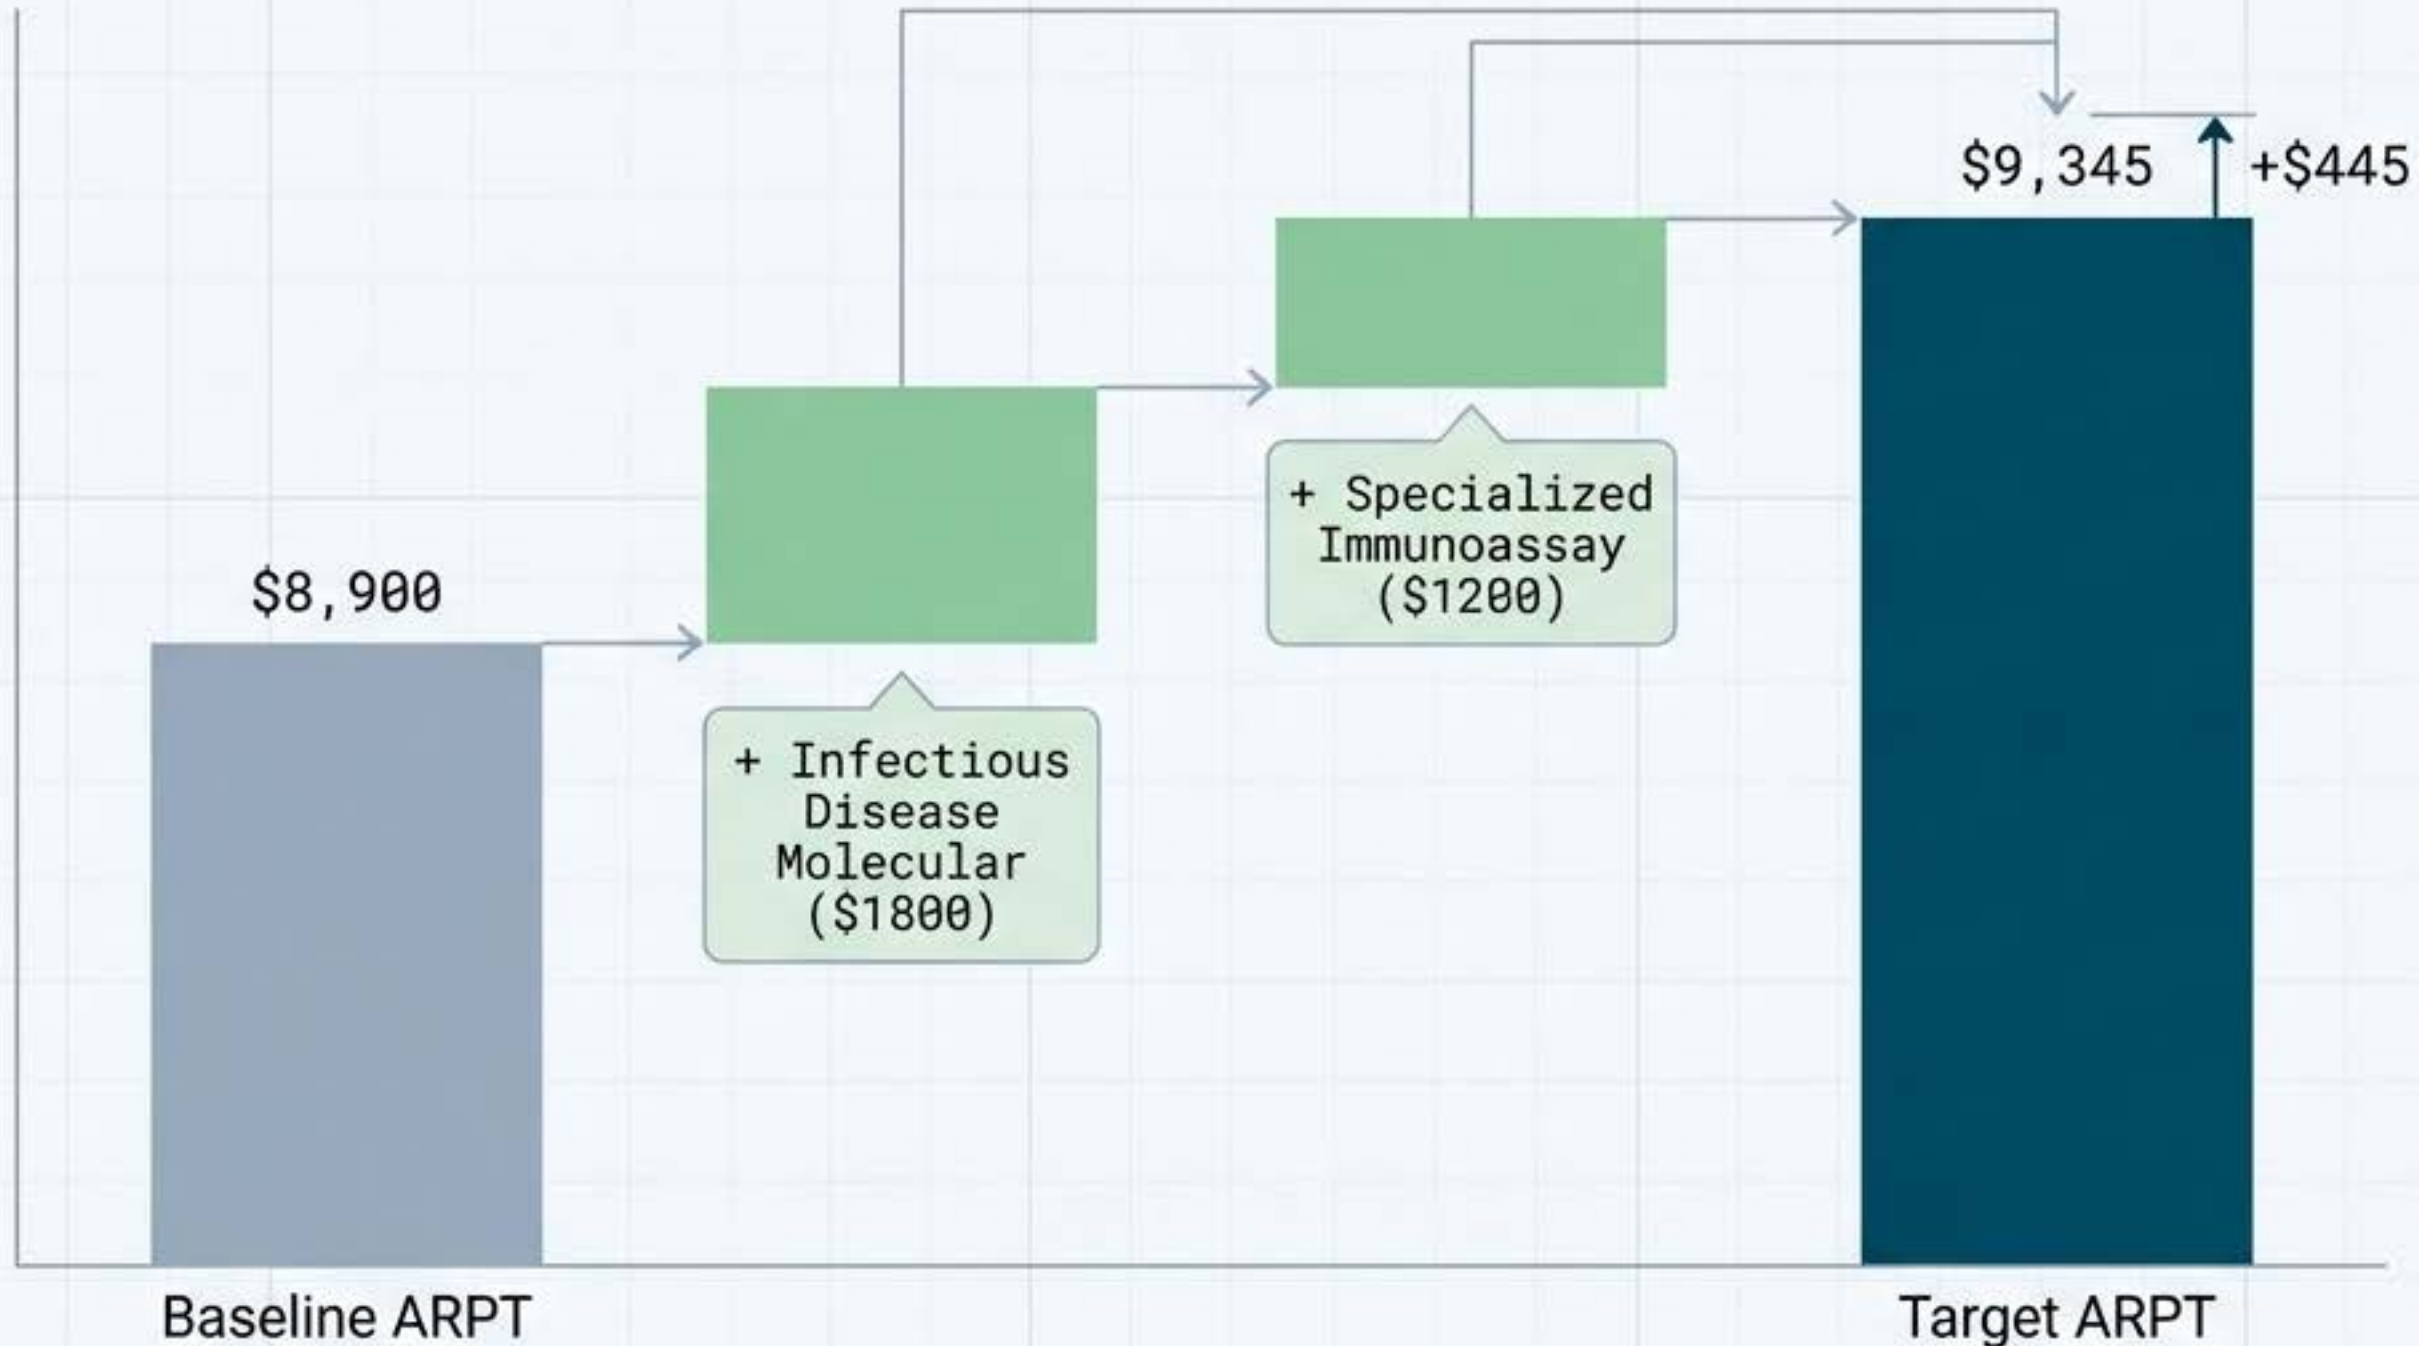 $9,345
+$445
+ Specialized
Immunoassay
($1200)
$8,900
+ Infectious
Disease
Molecular
($1800)
Baseline ARPT
Target ARPT